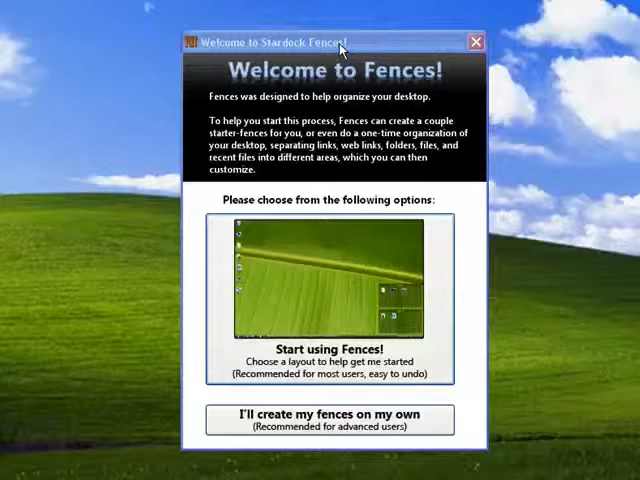 Welcome to Stardock Fences!
Welcome to Fences!
Fences was designed to help organize your desktop.
To help you start this process, Fences can create a couple
starter-fences for you, or even do a one-time organization of
your desktop, separating links, web links, folders, files, and
recent files into different areas, which you can then
customize.
Please choose from the following options:
Start using Fences!
Choose a layout to help get me started
(Recommended for most users, easy to undo)
I'll create my fences on my own
(Recommended for advanced users)